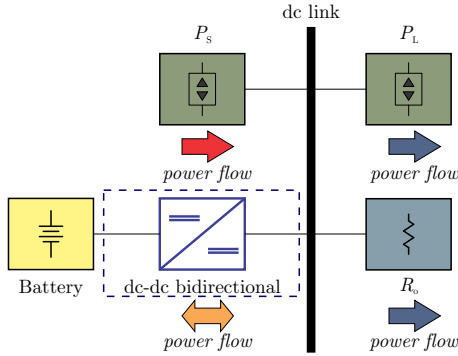 dc link
P_S
P_L
power flow
power flow
Battery
dc-dc bidirectional
R_o
power flow
power flow